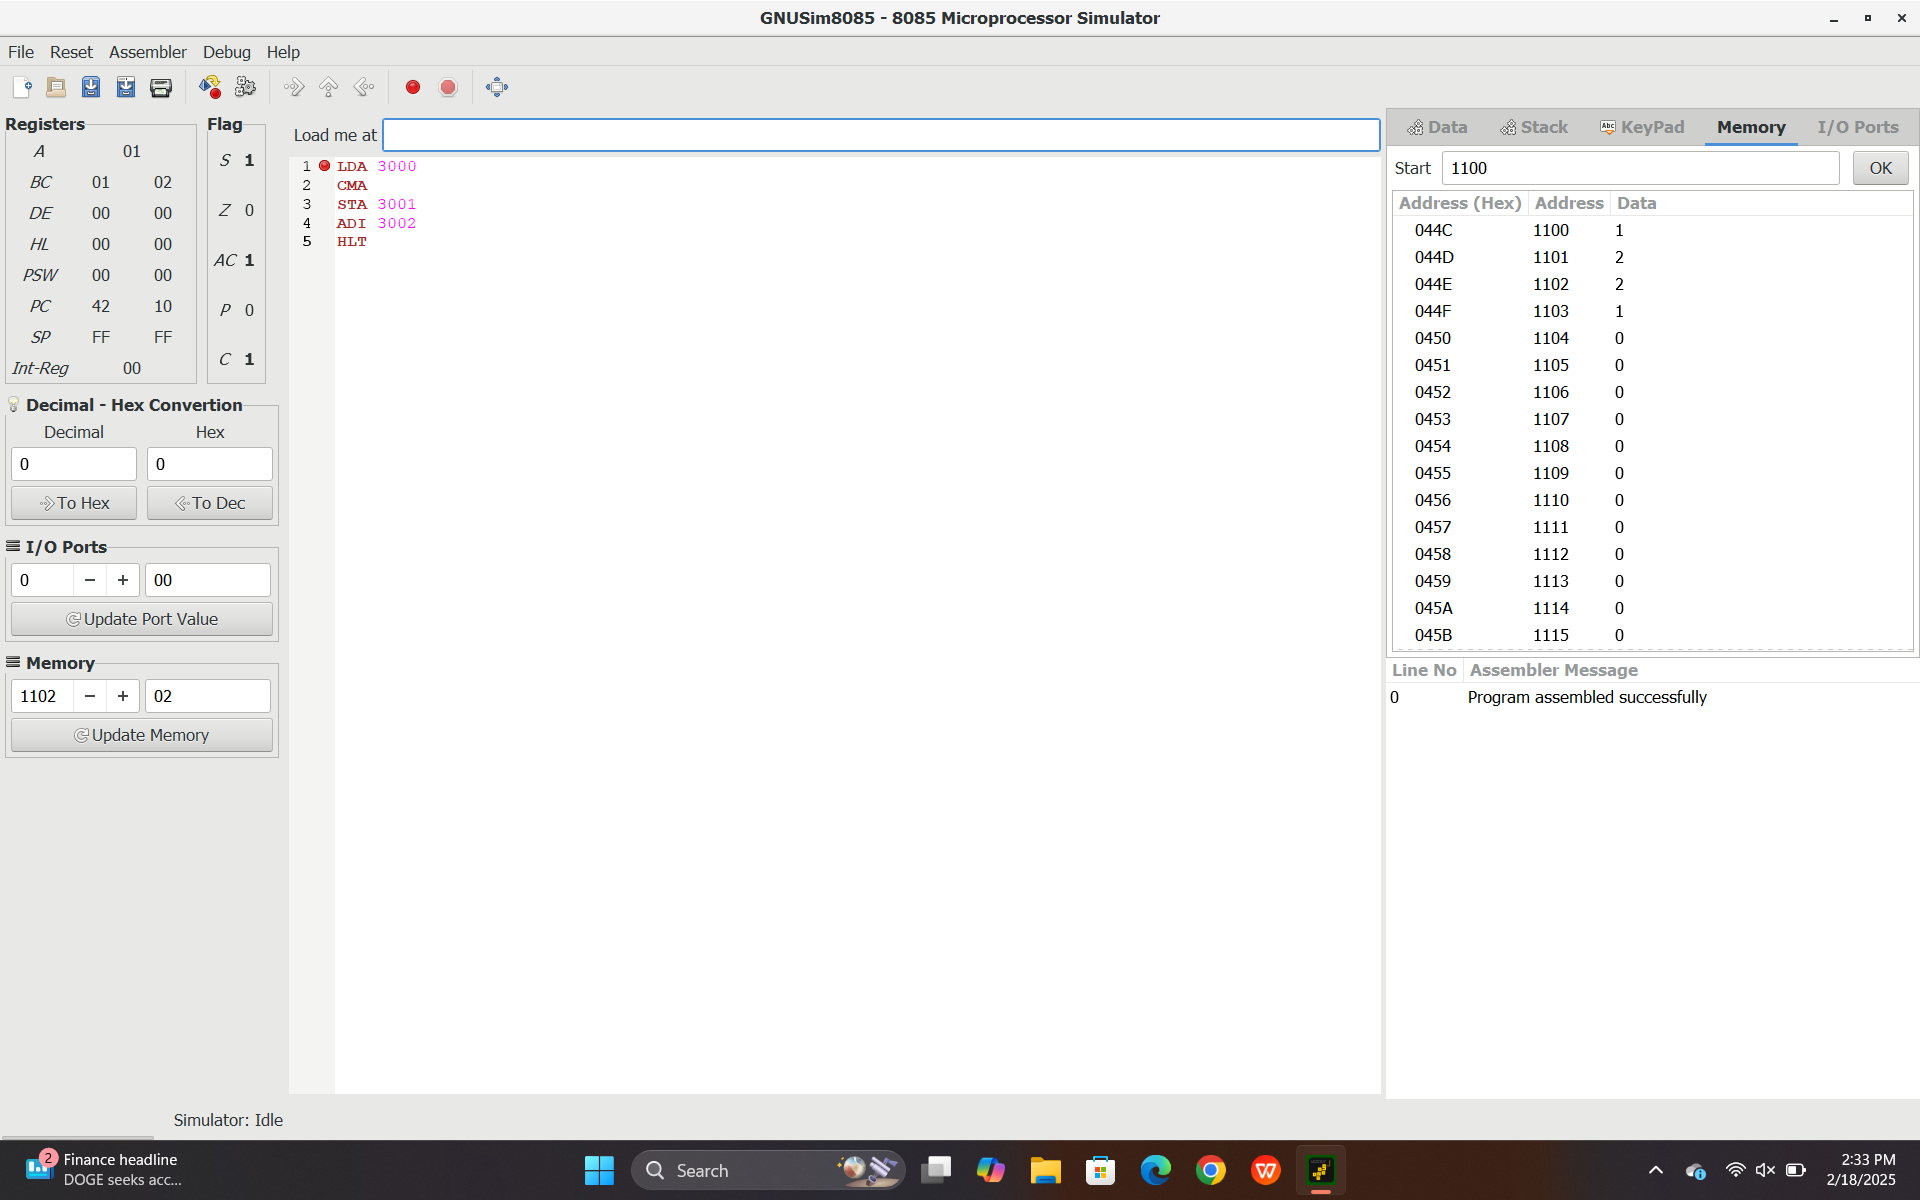 GNUSim8085 - 8085 Microprocessor Simulator
File Reset Assembler Debug Help
Registers
A 01
BC 01 02
DE 00 00
HL 00 00
PSW 00 00
PC 42 10
SP FF FF
Int-Reg 00
Flag
S 1
Z 0
AC 1
P 0
C 1
Decimal - Hex Convertion
Decimal Hex
0 0
To Hex To Dec
I/O Ports
0 − + 00
Update Port Value
Memory
1102 − + 02
Update Memory
Load me at
1 LDA 3000
2 CMA
3 STA 3001
4 ADI 3002
5 HLT
Data Stack Abc KeyPad Memory I/O Ports
Start 1100 OK
Address (Hex) Address Data
044C 1100 1
044D 1101 2
044E 1102 2
044F 1103 1
0450 1104 0
0451 1105 0
0452 1106 0
0453 1107 0
0454 1108 0
0455 1109 0
0456 1110 0
0457 1111 0
0458 1112 0
0459 1113 0
045A 1114 0
045B 1115 0
Line No Assembler Message
0 Program assembled successfully
Simulator: Idle
2 Finance headline
DOGE seeks acc...
Search
W
2:33 PM
2/18/2025